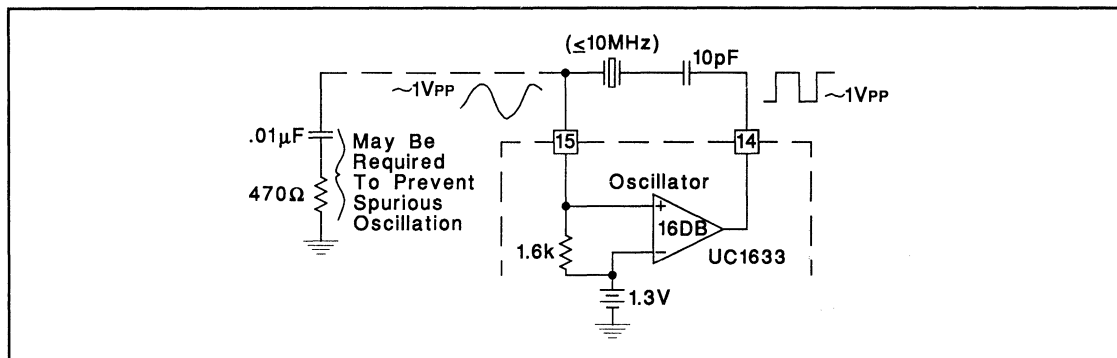 (≤10MHz)
10pF
~1VPP
~1VPP
.01μF
May Be
Required
To Prevent
Spurious
Oscillation
470Ω
15
14
Oscillator
+
16DB
−
UC1633
1.6k
1.3V